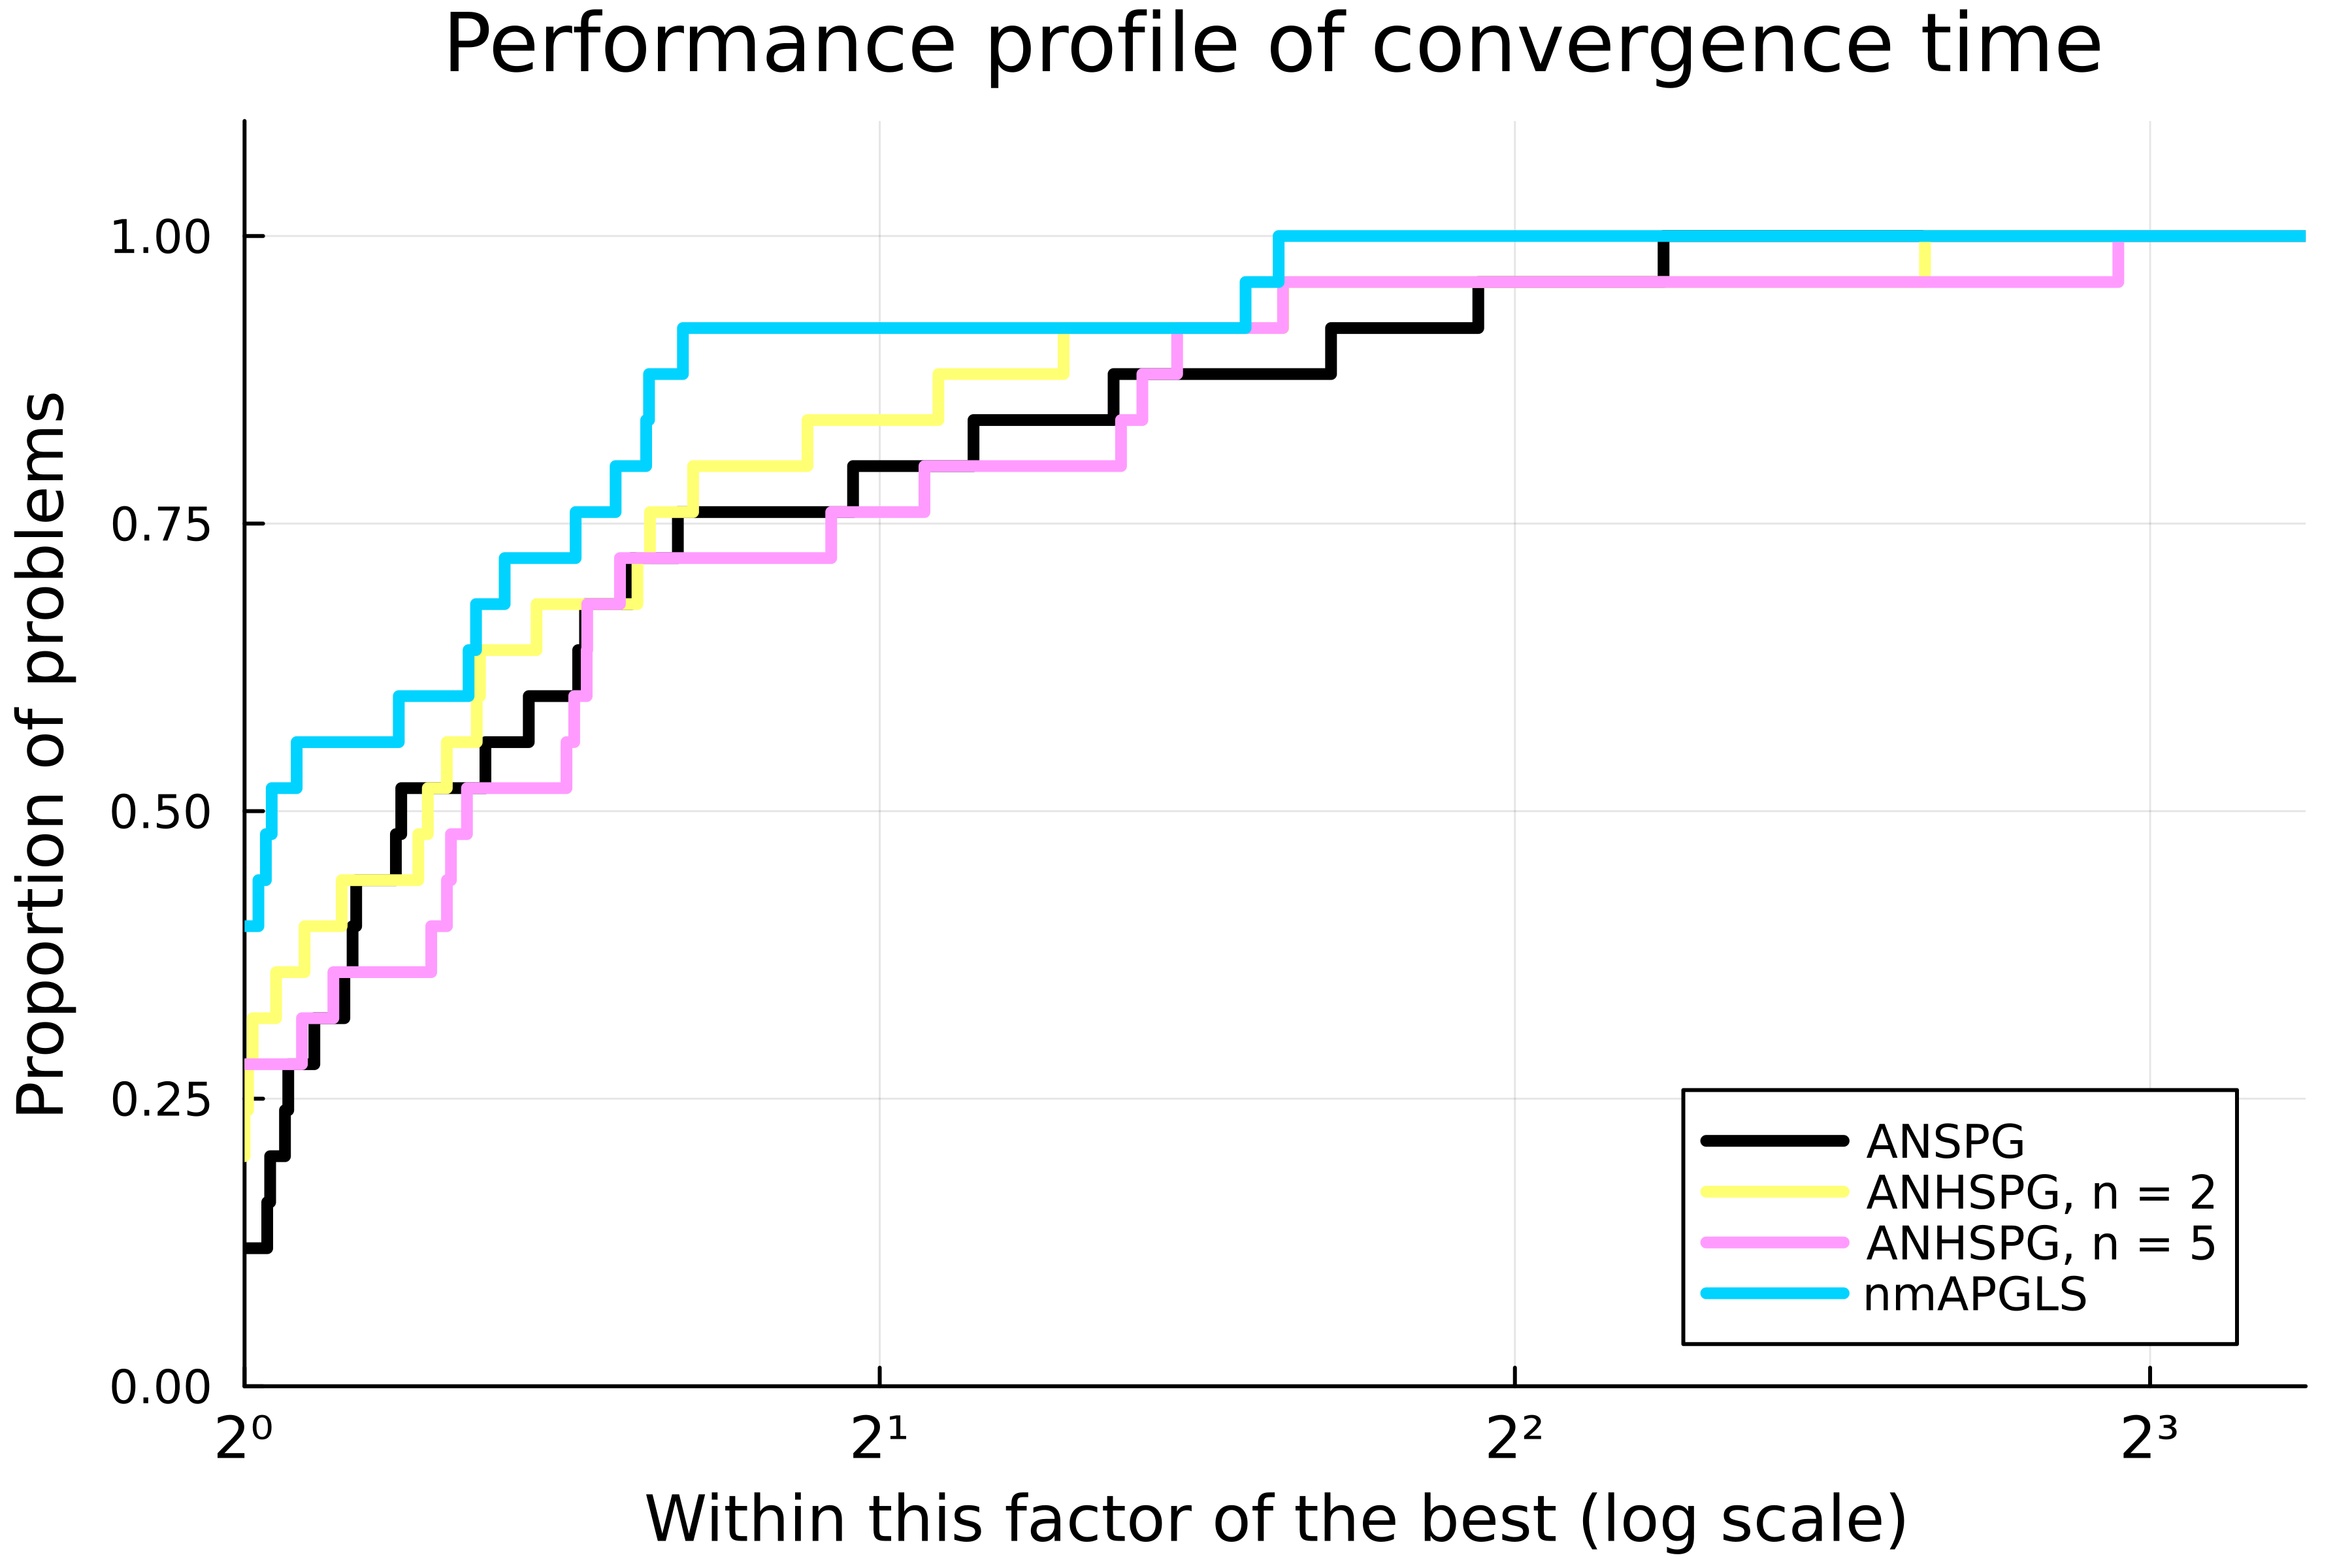 Performance profile of convergence time
Proportion of problems
1.00
0.75
0.50
0.25
0.00
2⁰
2¹
2²
2³
Within this factor of the best (log scale)
ANSPG
ANHSPG, n = 2
ANHSPG, n = 5
nmAPGLS